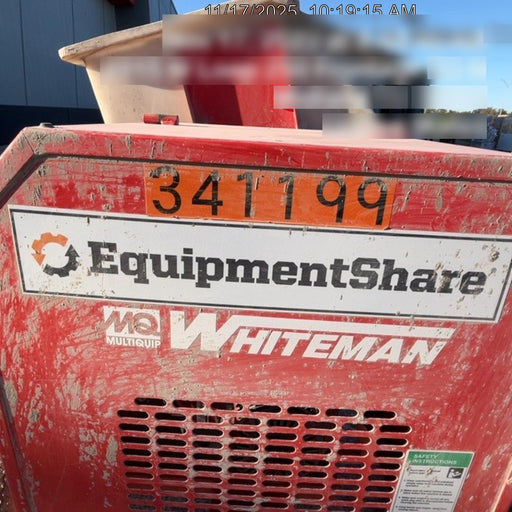 11/17/2025 10:19:15 AM
341199
EquipmentShare
MQ WHITEMAN
MULTIQUIP
SAFETY
INSTRUCTIONS